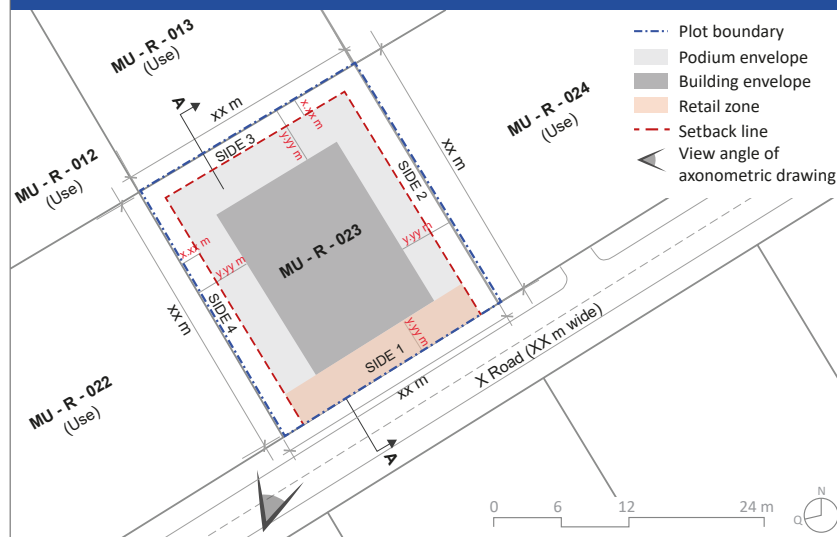 MU - R - 013
(Use)
Plot boundary
Podium envelope
Building envelope
Retail zone
Setback line
View angle of
axonometric drawing
A
xx m
x.xx m
SIDE 3
y.yy m
MU - R - 024
(Use)
xx m
MU - R - 012
(Use)
SIDE 2
MU - R - 023
x.xx m
y.yy m
y.yy m
SIDE 4
xx m
y.yy m
SIDE 1
xx m
X Road (XX m wide)
MU - R - 022
(Use)
A
0 6 12 24 m
N
Q